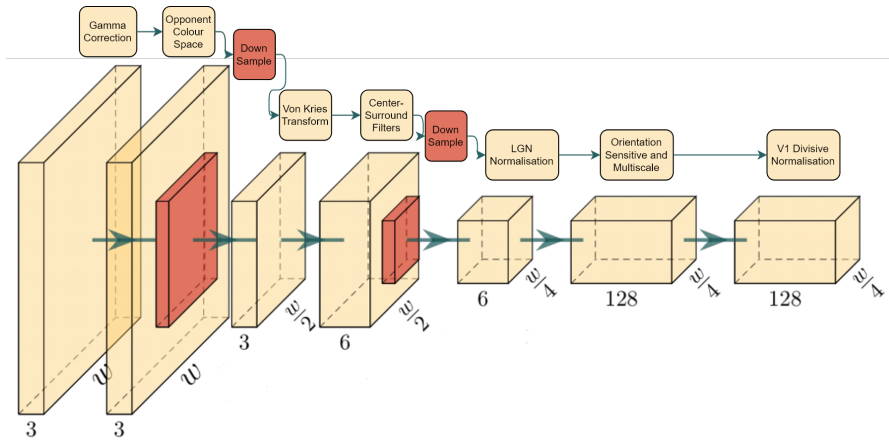 Gamma
Correction
Opponent
Colour
Space
Down
Sample
Von Kries
Transform
Center-
Surround
Filters
Down
Sample
LGN
Normalisation
Orientation
Sensitive and
Multiscale
V1 Divisive
Normalisation
3
w
3
w
3
w/2
6
w/2
6
w/4
128
w/4
128
w/4